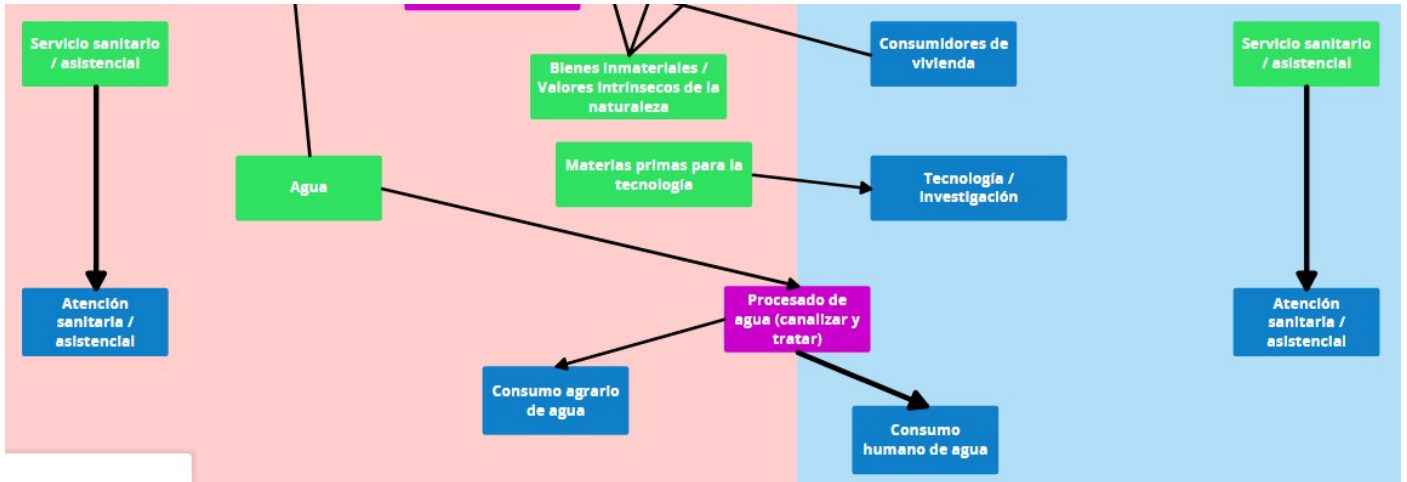 Servicio sanitario
/ asistencial
Bienes Inmateriales /
Valores Intrínsecos de la
naturaleza
Consumidores de
vivienda
Servicio sanitario
/ asistencial
Agua
Materias primas para la
tecnología
Tecnología /
Investigación
Atención
sanitaria /
asistencial
Procesado de
agua (canalizar y
tratar)
Atención
sanitaria /
asistencial
Consumo agrario
de agua
Consumo
humano de agua